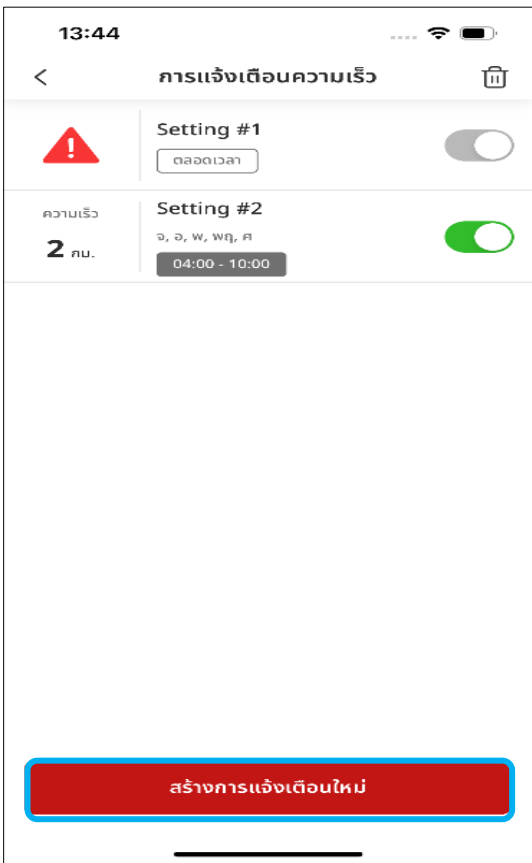 13:44
การแจ้งเตือนความเร็ว
Setting #1
ตลอดเวลา
ความเร็ว
2 กม.
Setting #2
จ, อ, พ, พฤ, ศ
04:00 - 10:00
สร้างการแจ้งเตือนใหม่